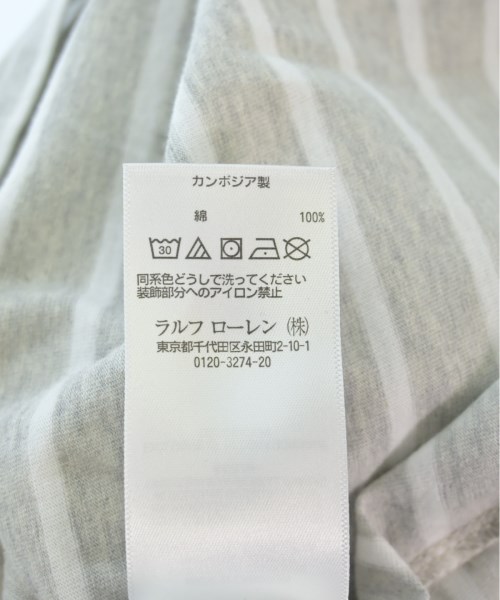 カンボジア製
綿 100%
30
同系色どうしで洗ってください
装飾部分へのアイロン禁止
ラルフ ローレン (株)
東京都千代田区永田町2-10-1
0120-3274-20